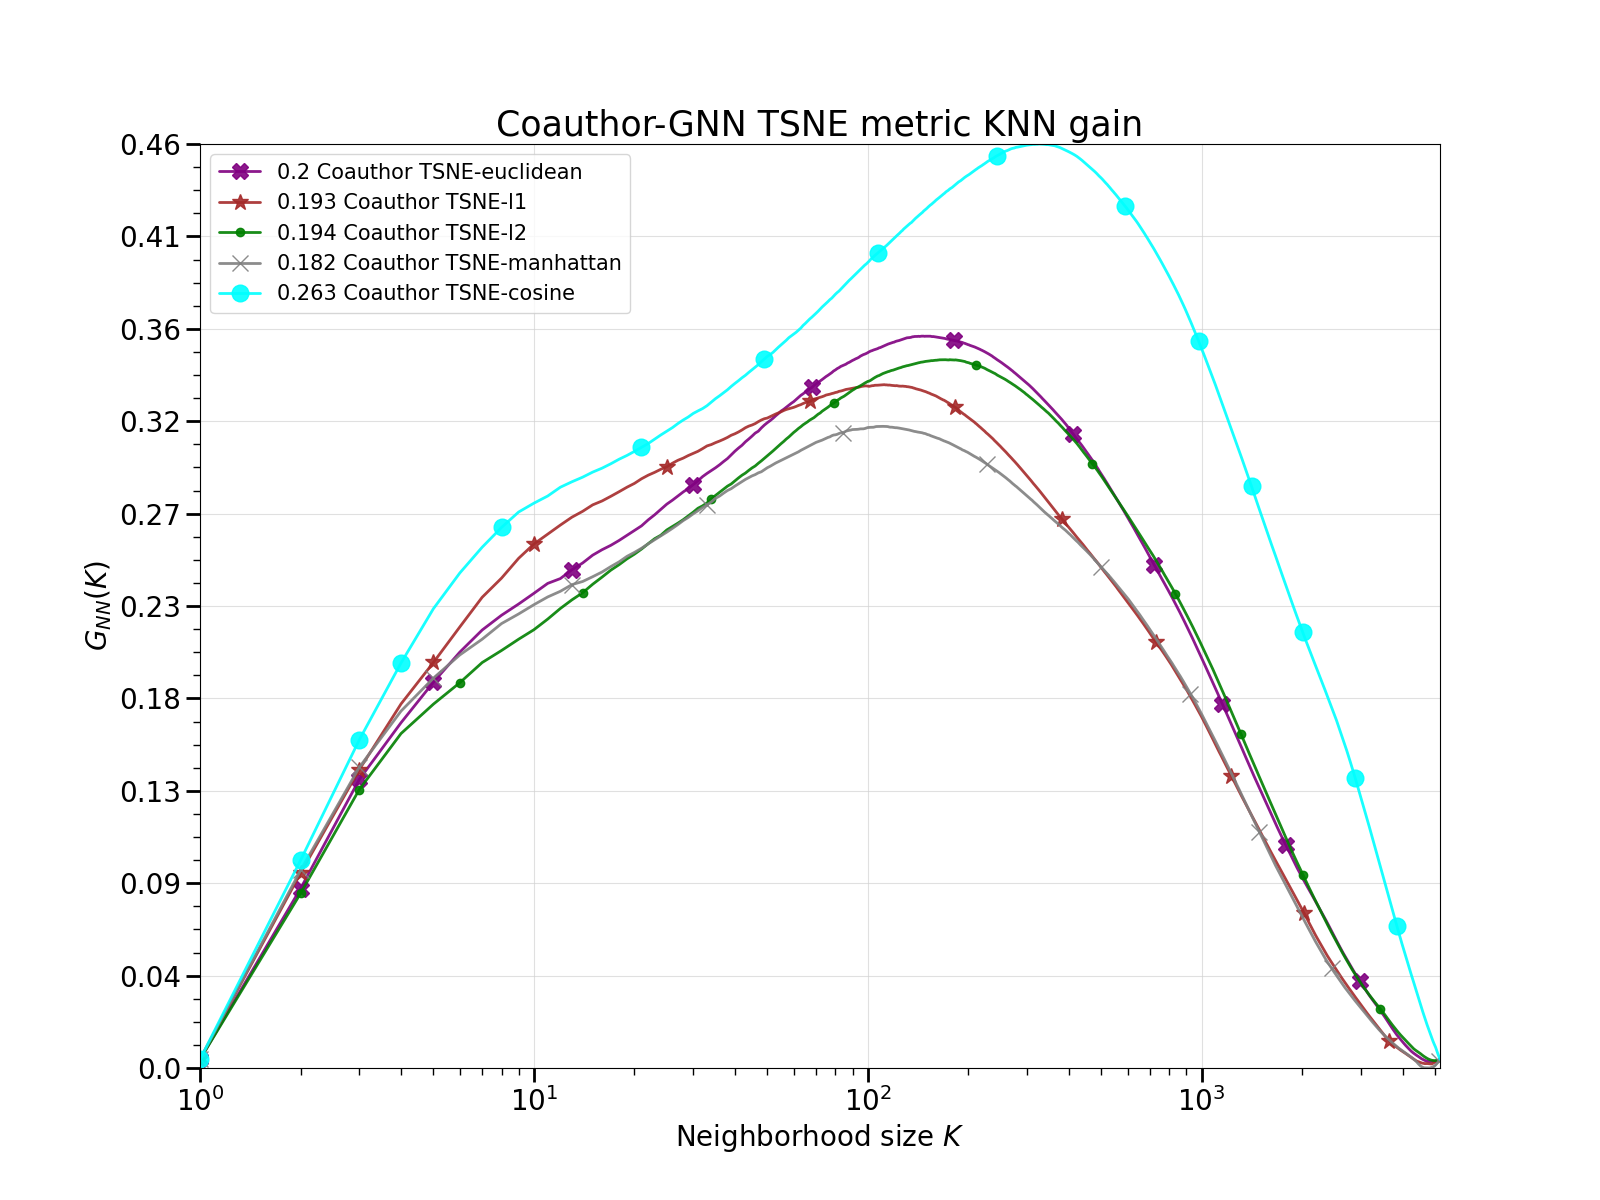 Coauthor-GNN TSNE metric KNN gain
0.46
0.41
0.36
0.32
0.27
0.23
0.18
0.13
0.09
0.04
0.0
G_{NN}(K)
0.2 Coauthor TSNE-euclidean
0.193 Coauthor TSNE-l1
0.194 Coauthor TSNE-l2
0.182 Coauthor TSNE-manhattan
0.263 Coauthor TSNE-cosine
10^0 10^1 10^2 10^3
Neighborhood size K